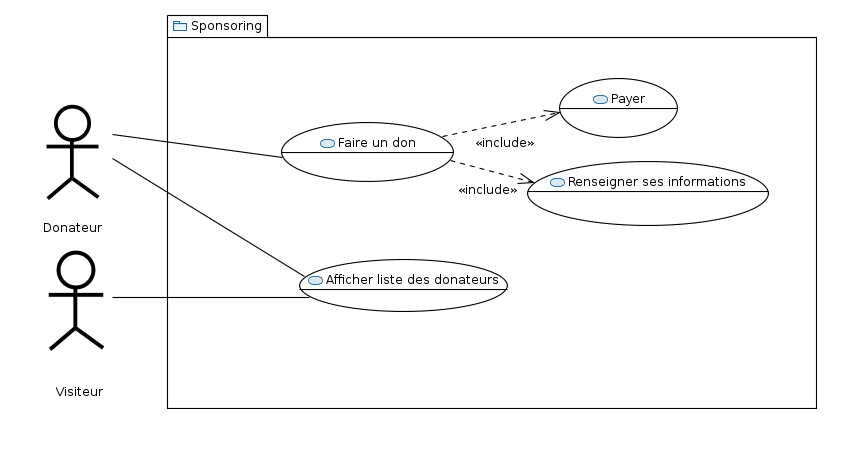 Sponsoring
Payer
Faire un don
«include»
Renseigner ses informations
«include»
Donateur
Afficher liste des donateurs
Visiteur